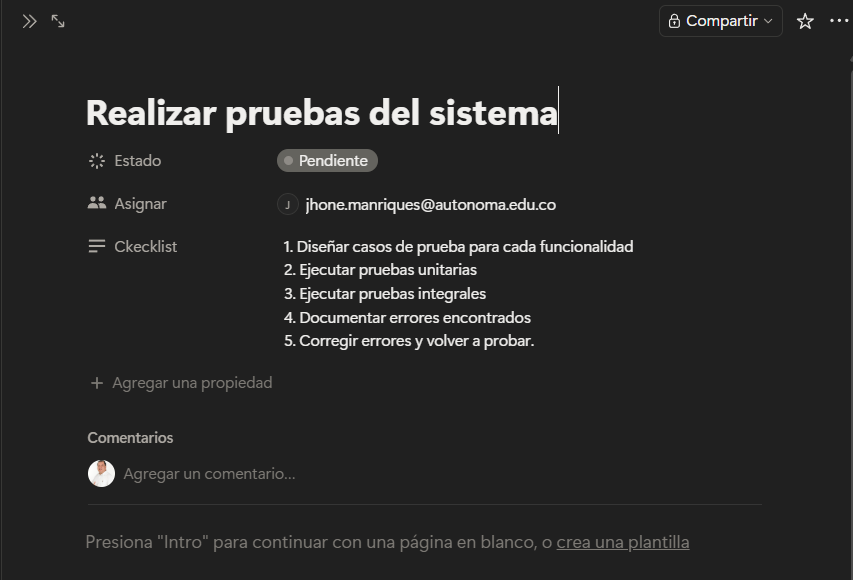 Compartir
Realizar pruebas del sistema
Estado Pendiente
Asignar J jhone.manriques@autonoma.edu.co
Ckecklist 1. Diseñar casos de prueba para cada funcionalidad
2. Ejecutar pruebas unitarias
3. Ejecutar pruebas integrales
4. Documentar errores encontrados
5. Corregir errores y volver a probar.
Agregar una propiedad
Comentarios
Agregar un comentario...
Presiona "Intro" para continuar con una página en blanco, o crea una plantilla